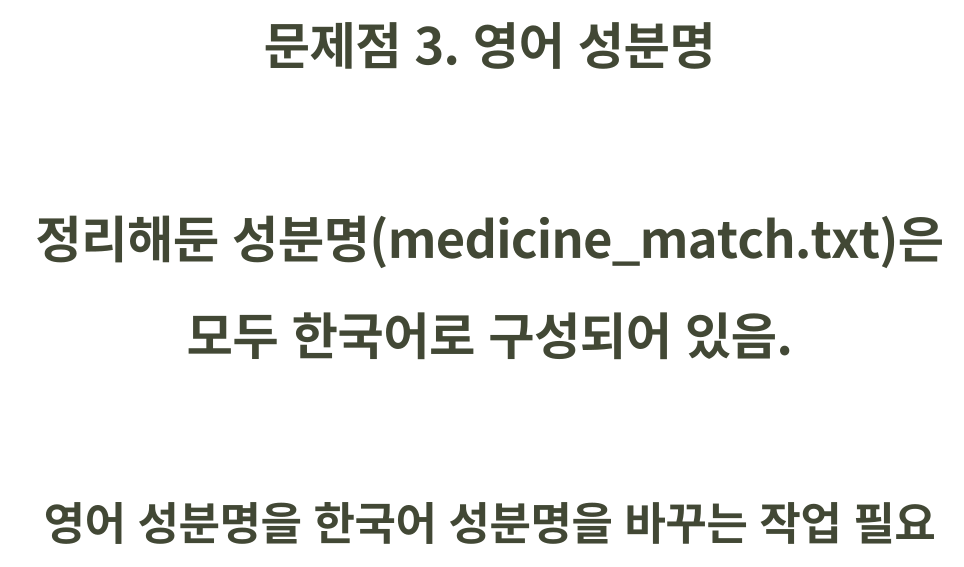 문제점 3. 영어 성분명
정리해둔 성분명(medicine_match.txt)은
모두 한국어로 구성되어 있음.
영어 성분명을 한국어 성분명을 바꾸는 작업 필요